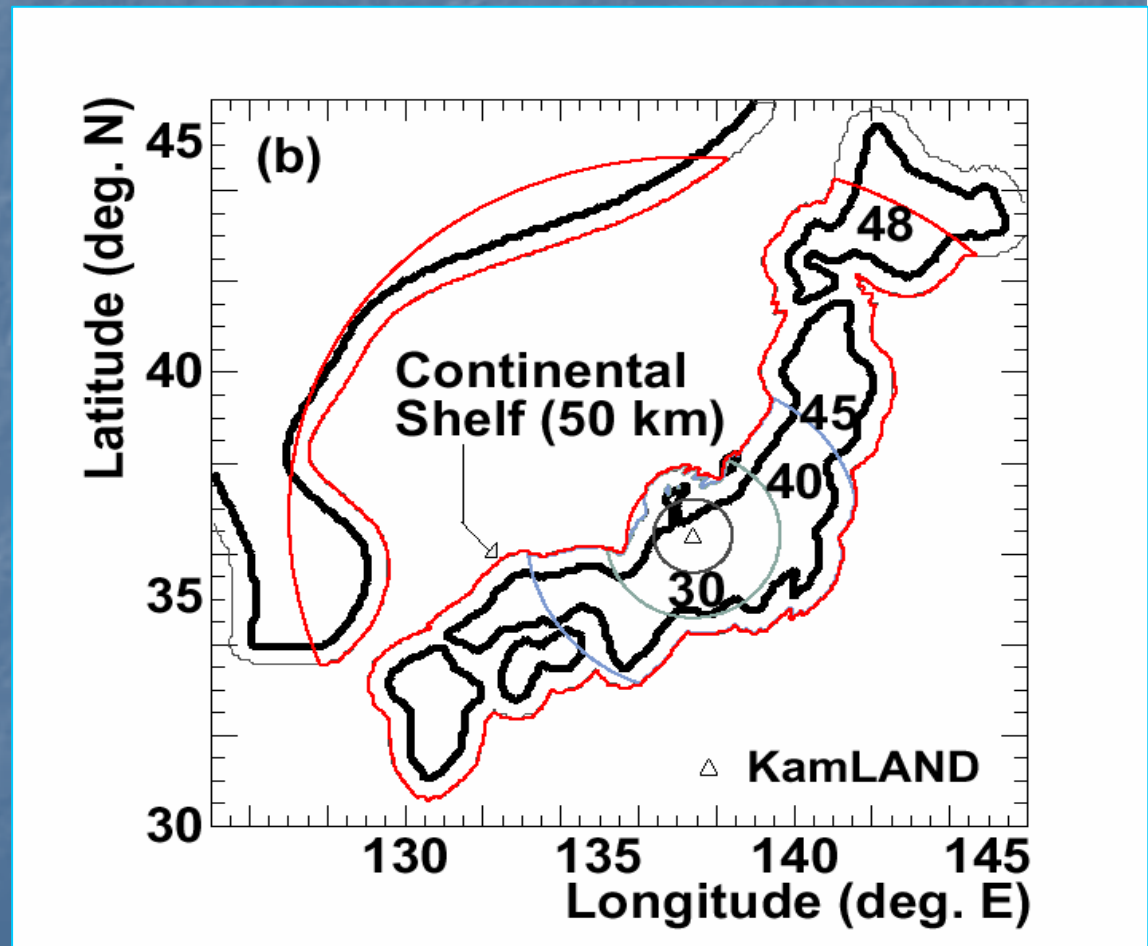 (b)
Latitude (deg. N)
45
40
35
30
48
45
40
30
Continental
Shelf (50 km)
KamLAND
130
135
140
145
Longitude (deg. E)